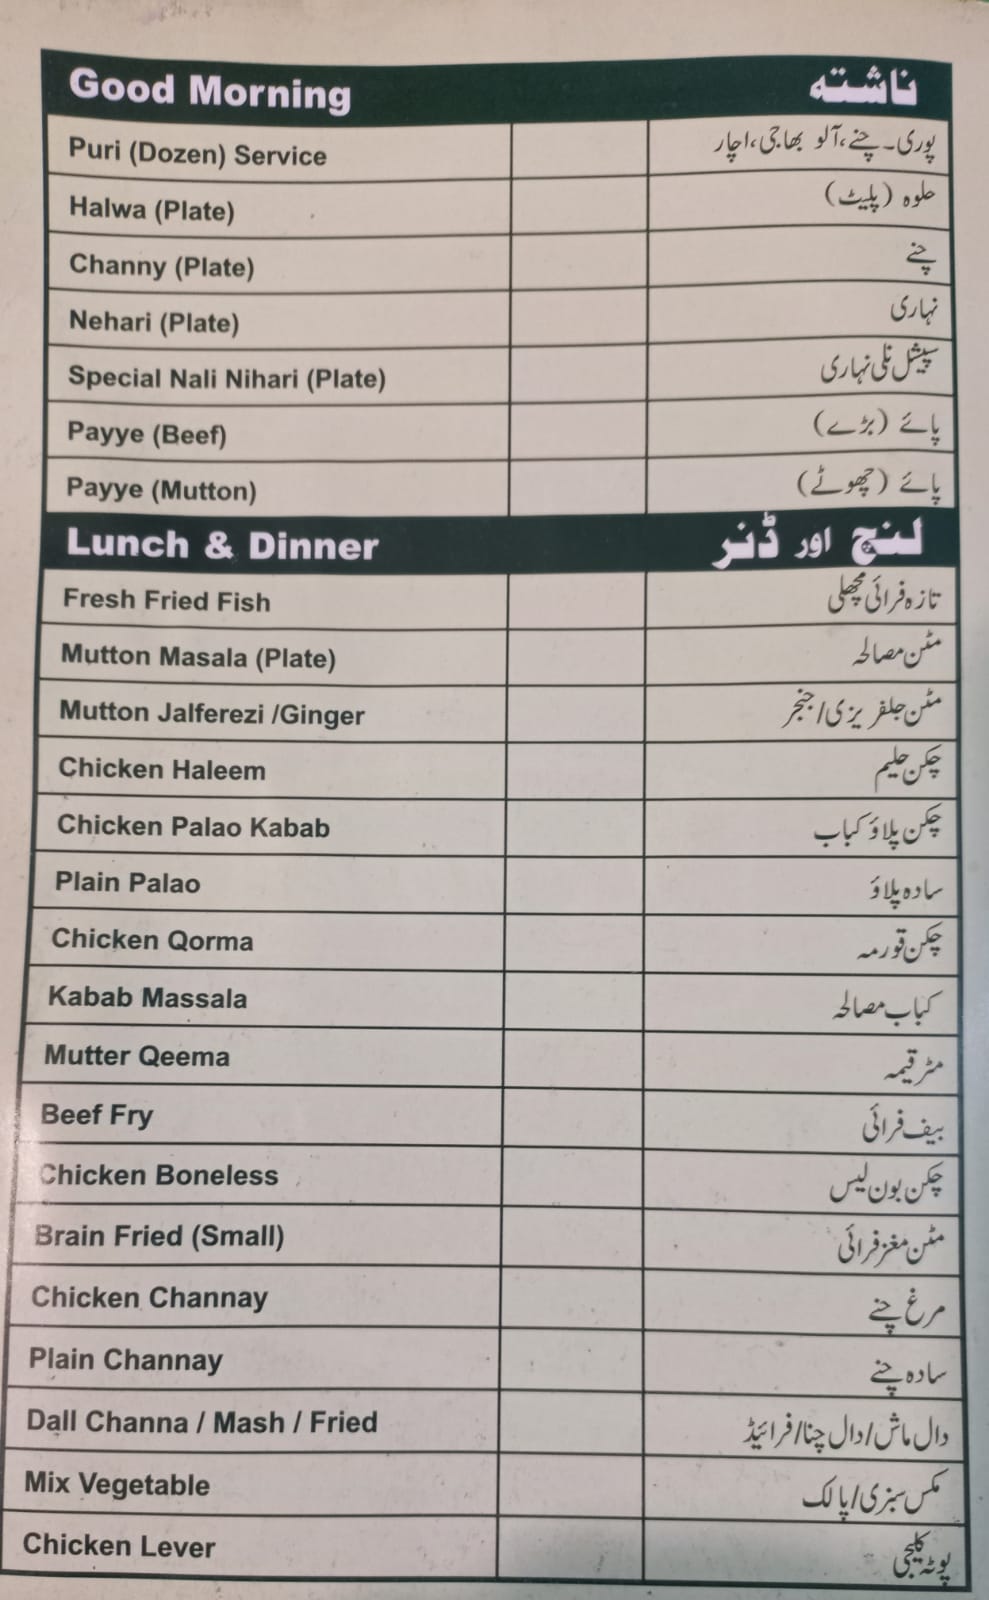 Good Morning ناشتہ
Puri (Dozen) Service پوری۔چنے،آلو بھاجی،اچار
Halwa (Plate) حلوہ (پلیٹ)
Channy (Plate) چنے
Nehari (Plate) نہاری
Special Nali Nihari (Plate) سپیشل نلی نہاری
Payye (Beef) پائے (بڑے)
Payye (Mutton) پائے (چھوٹے)
Lunch & Dinner لنچ اور ڈنر
Fresh Fried Fish تازہ فرائی مچھلی
Mutton Masala (Plate) مٹن مصالحہ
Mutton Jalferezi /Ginger مٹن جلفریزی/جنجر
Chicken Haleem چکن حلیم
Chicken Palao Kabab چکن پلاؤ کباب
Plain Palao سادہ پلاؤ
Chicken Qorma چکن قورمہ
Kabab Massala کباب مصالحہ
Mutter Qeema مٹر قیمہ
Beef Fry بیف فرائی
Chicken Boneless چکن بون لیس
Brain Fried (Small) مٹن مغز فرائی
Chicken Channay مرغ چنے
Plain Channay سادہ چنے
Dall Channa / Mash / Fried دال ماش/دال چنا/فرائیڈ
Mix Vegetable مکس سبزی/پالک
Chicken Lever پوٹہ کلیجی